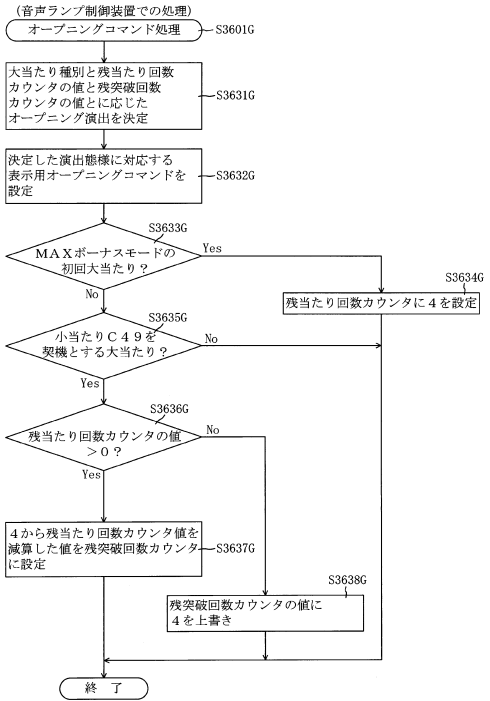 (音声ランプ制御装置での処理)
オープニングコマンド処理
S3601G
大当たり種別と残当たり回数
カウンタの値と残突破回数
カウンタの値とに応じた
オープニング演出を決定
S3631G
決定した演出態様に対応する
表示用オープニングコマンドを
設定
S3632G
S3633G
MAXボーナスモードの
初回大当たり?
Yes
No
S3634G
残当たり回数カウンタに4を設定
S3635G
小当たりC49を
契機とする大当たり?
No
Yes
S3636G
残当たり回数カウンタの値
>0?
No
Yes
4から残当たり回数カウンタ値を
減算した値を残突破回数カウンタ
に設定
S3637G
S3638G
残突破回数カウンタの値に
4を上書き
終 了